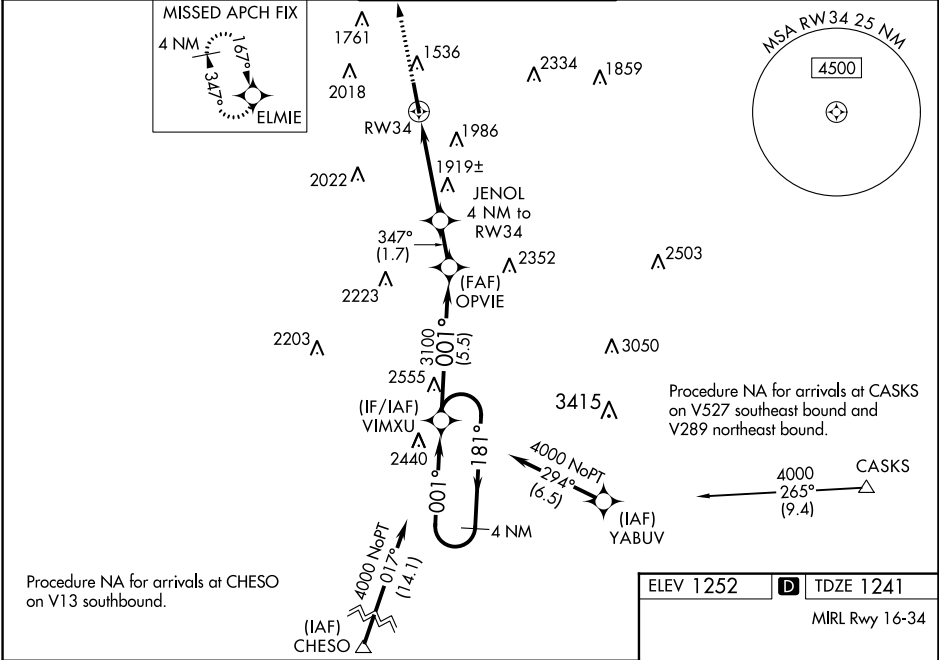 MISSED APCH FIX
4 NM
167°
347°
ELMIE
1761
1536
2018
2334
1859
MSA RW34 25 NM
4500
RW34
1986
2022
1919±
JENOL
4 NM to
RW34
347°
(1.7)
2352
2503
(FAF)
OPVIE
2223
3100
001°
(5.5)
2203
3050
2555
(IF/IAF)
VIMXU
3415
Procedure NA for arrivals at CASKS
on V527 southeast bound and
V289 northeast bound.
2440
181°
001°
4000 NoPT
294°
(6.5)
CASKS
4000
265°
(9.4)
(IAF)
YABUV
4 NM
4000 NoPT
017°
(14.1)
Procedure NA for arrivals at CHESO
on V13 southbound.
(IAF)
CHESO
ELEV 1252
D
TDZE 1241
MIRL Rwy 16-34